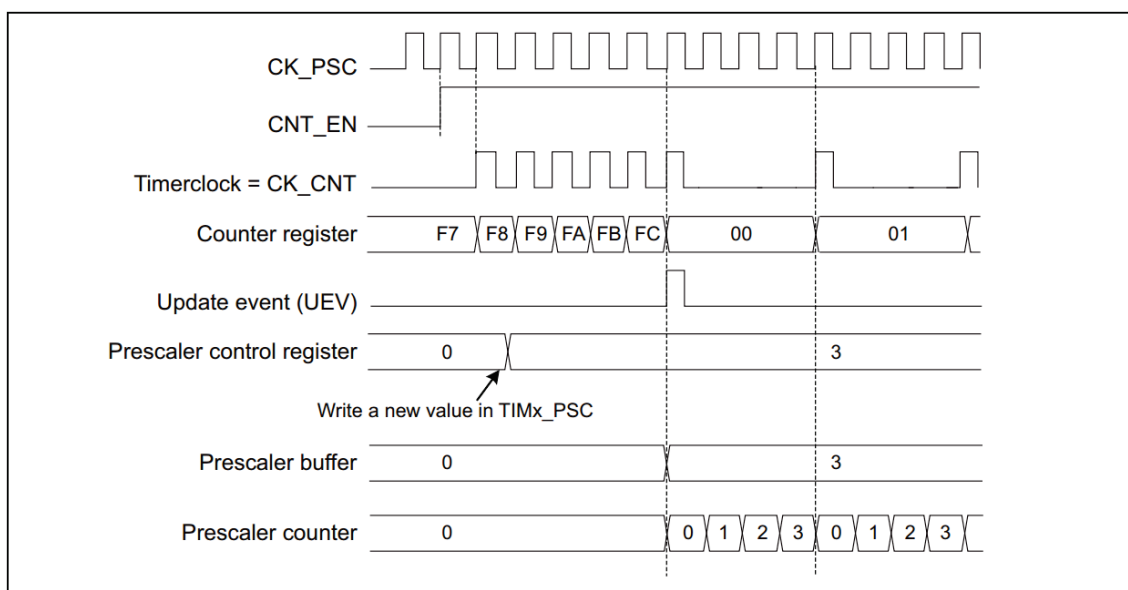 CK_PSC
CNT_EN
Timerclock = CK_CNT
Counter register F7 F8 F9 FA FB FC 00 01
Update event (UEV)
Prescaler control register 0 3
Write a new value in TIMx_PSC
Prescaler buffer 0 3
Prescaler counter 0 0 1 2 3 0 1 2 3